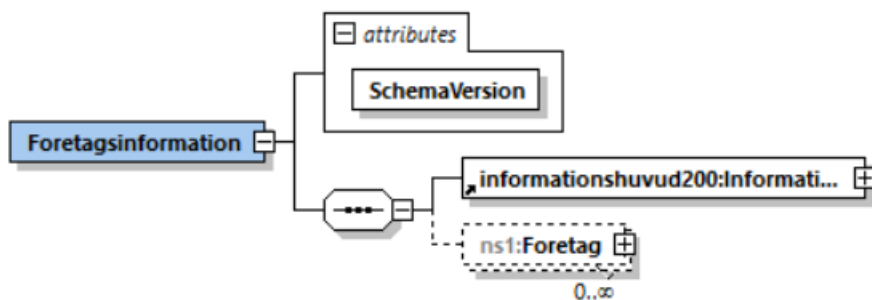 attributes
SchemaVersion
Foretagsinformation
informationshuvud200:Informati...
ns1:Foretag
0..∞